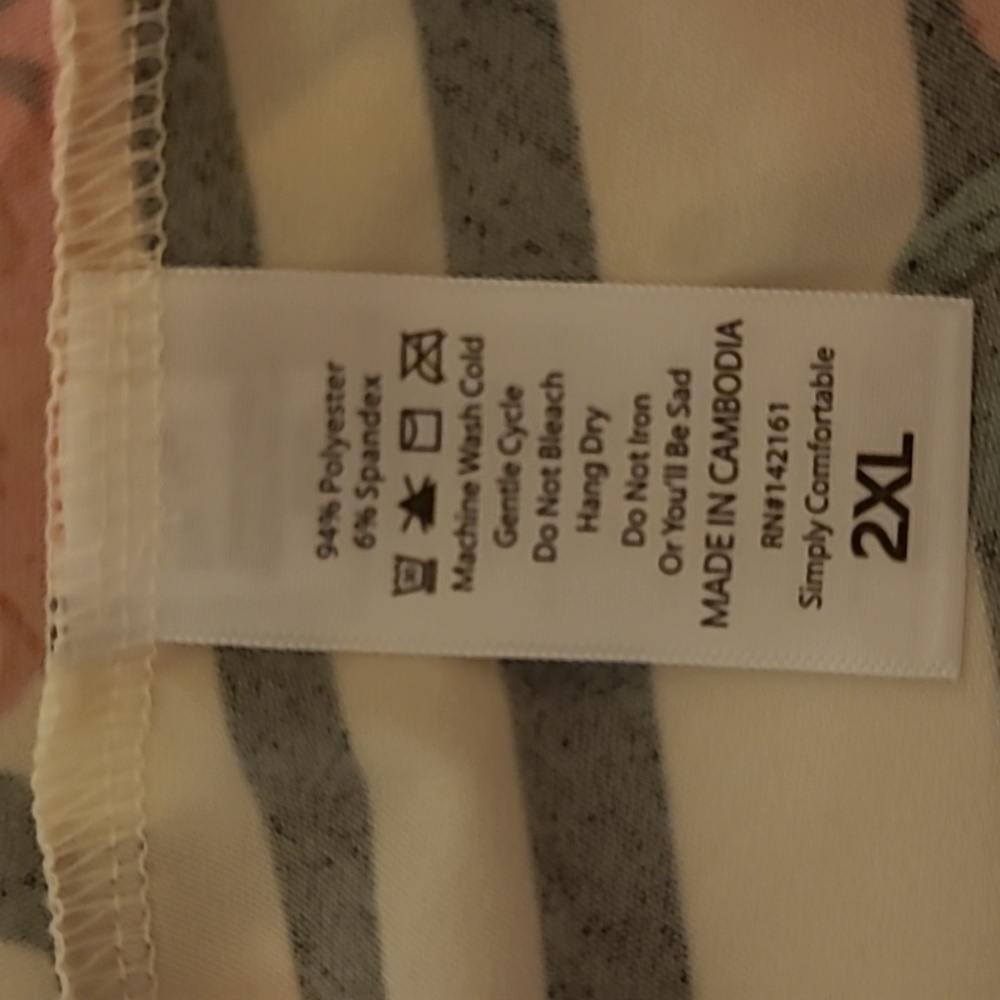 94% Polyester
6% Spandex
Machine Wash Cold
Gentle Cycle
Do Not Bleach
Hang Dry
Do Not Iron
Or You'll Be Sad
MADE IN CAMBODIA
RN#142161
Simply Comfortable
2XL